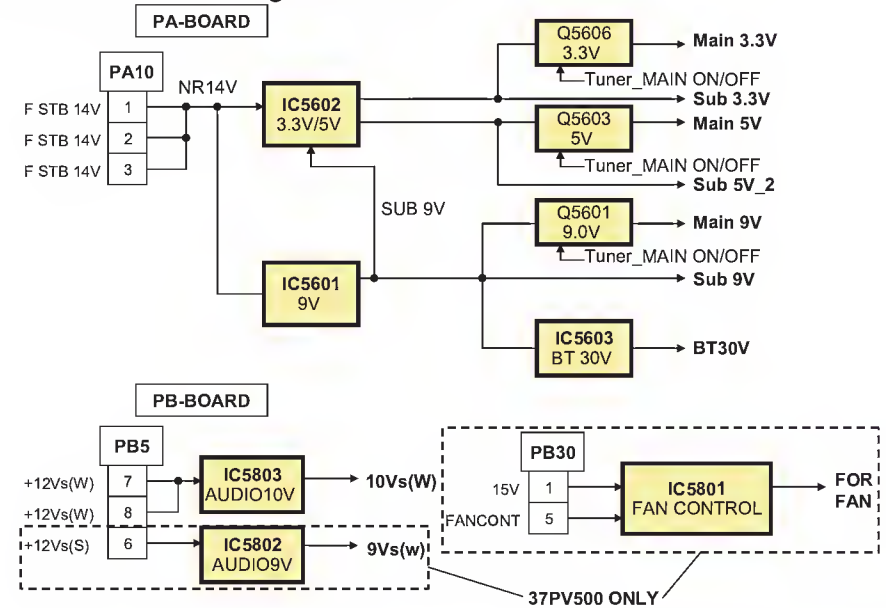 PA-BOARD
PA10
F STB 14V 1
F STB 14V 2
F STB 14V 3
NR14V
IC5602
3.3V/5V
Q5606
3.3V
Main 3.3V
Tuner_MAIN ON/OFF
Sub 3.3V
Q5603
5V
Main 5V
Tuner_MAIN ON/OFF
Sub 5V_2
SUB 9V
Q5601
9.0V
Main 9V
Tuner_MAIN ON/OFF
Sub 9V
IC5601
9V
IC5603
BT 30V
BT30V
PB-BOARD
PB5
+12Vs(W) 7
+12Vs(W) 8
+12Vs(S) 6
IC5803
AUDIO10V
10Vs(W)
IC5802
AUDIO9V
9Vs(w)
PB30
15V 1
FANCONT 5
IC5801
FAN CONTROL
FOR
FAN
37PV500 ONLY